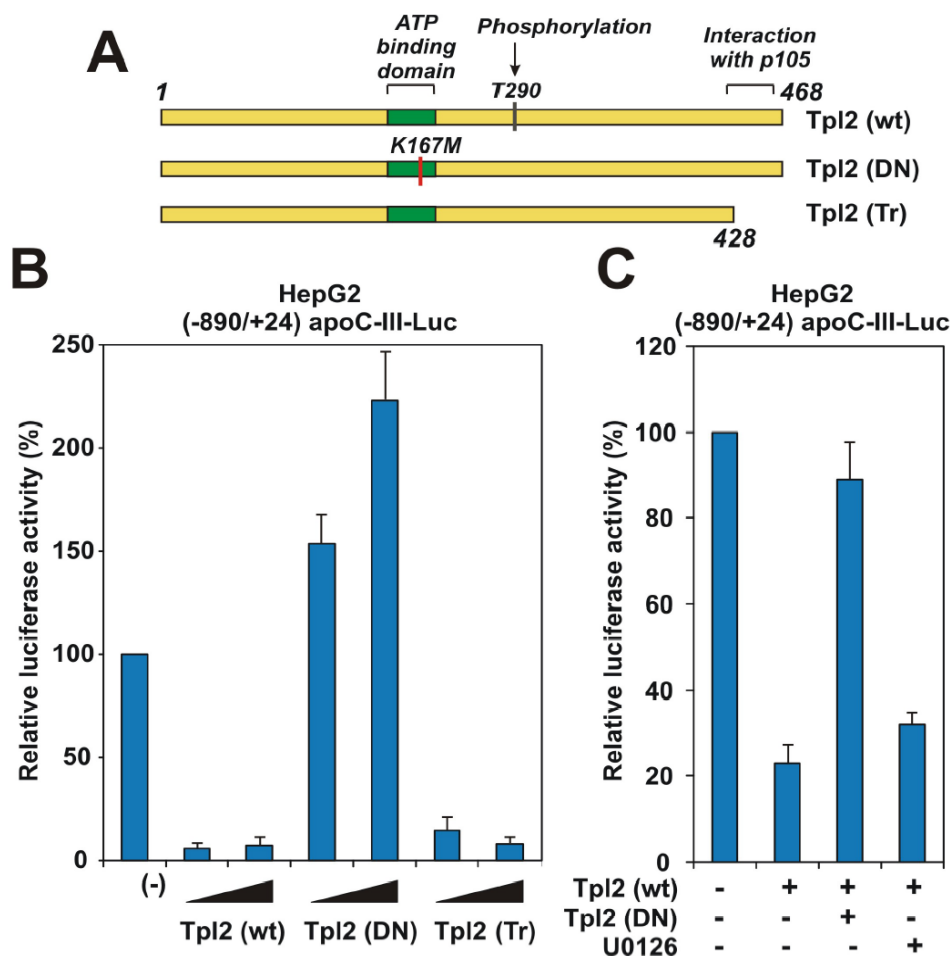 A
ATP
binding
domain
Phosphorylation
Interaction
with p105
1
T290
468
Tpl2 (wt)
K167M
Tpl2 (DN)
Tpl2 (Tr)
428
B
HepG2
(-890/+24) apoC-III-Luc
Relative luciferase activity (%)
250
200
150
100
50
0
(-)
Tpl2 (wt) Tpl2 (DN) Tpl2 (Tr)
C
HepG2
(-890/+24) apoC-III-Luc
Relative luciferase activity (%)
120
100
80
60
40
20
0
Tpl2 (wt) - + + +
Tpl2 (DN) - - + -
U0126 - - - +